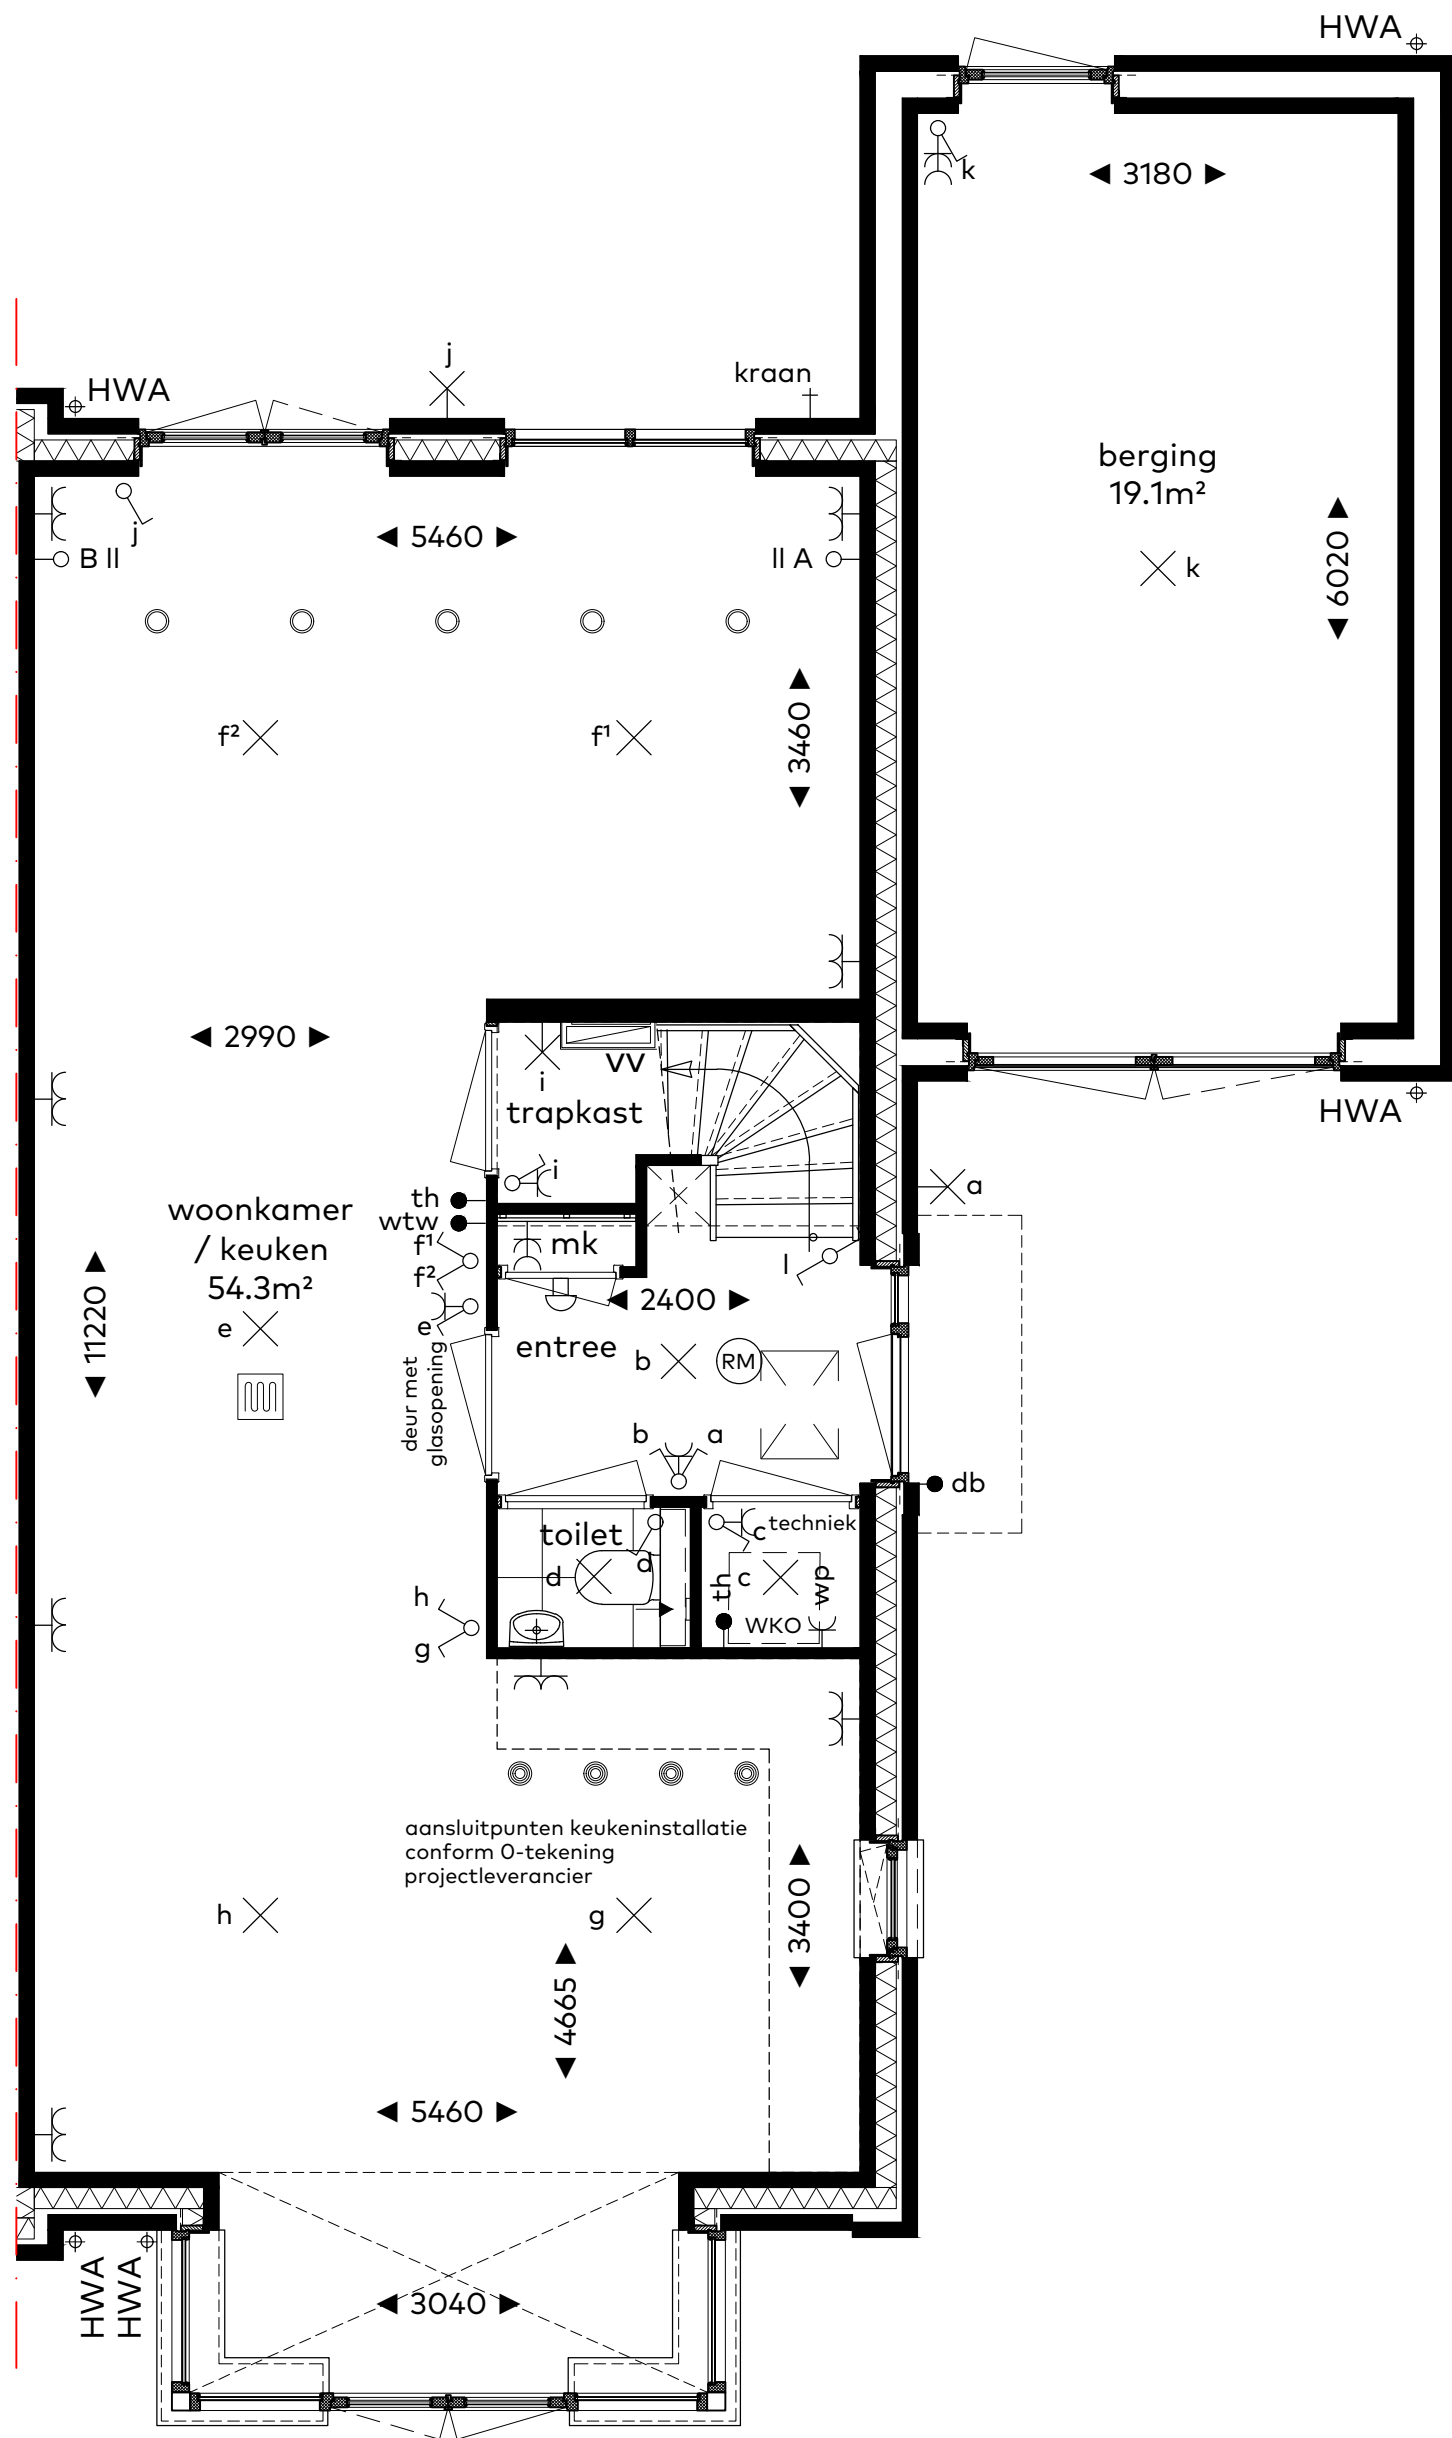 HWA
k
◄ 3180 ►
j
kraan
HWA
berging
19.1m²
k
◄ 6020 ►
j
◄ 5460 ►
B ll
ll A
f²
f¹
◄ 3460 ►
◄ 2990 ►
i
vv
trapkast
i
HWA
a
th
wtw
f¹
f²
e
mk
l
woonkamer
/ keuken
54.3m²
e
◄ 11220 ►
◄ 2400 ►
entree
b
RM
deur met
glasopening
b
a
db
toilet
d
d
c
techniek
c
th
wp
WKO
h
g
aansluitpunten keukeninstallatie
conform 0-tekening
projectleverancier
h
g
◄ 3400 ►
◄ 4665 ►
◄ 5460 ►
HWA
HWA
◄ 3040 ►